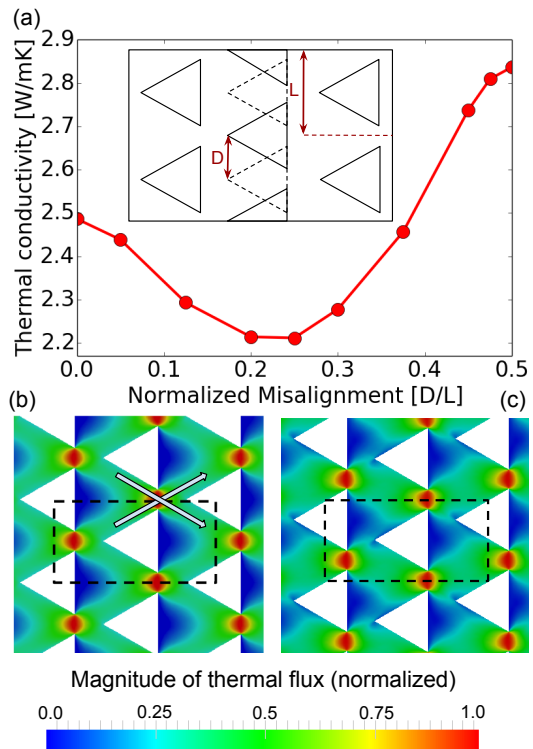 (a)
2.9
2.8
2.7
2.6
2.5
2.4
2.3
2.2
Thermal conductivity [W/mK]
L
D
0.0 0.1 0.2 0.3 0.4 0.5
Normalized Misalignment [D/L]
(b)
(c)
Magnitude of thermal flux (normalized)
0.0 0.25 0.5 0.75 1.0